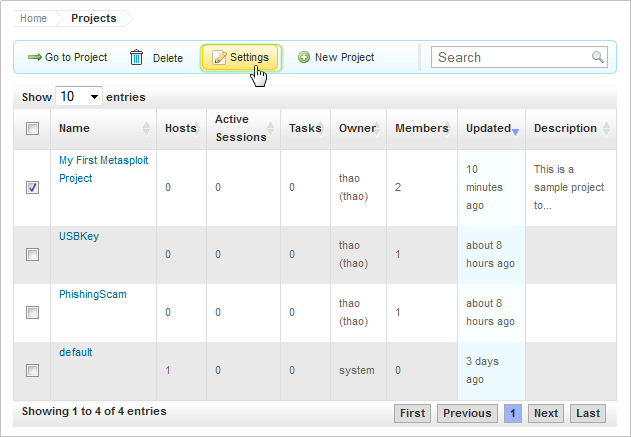 Home Projects
Go to Project Delete Settings New Project Search
Show 10 entries
Name Hosts Active Sessions Tasks Owner Members Updated Description
My First Metasploit Project 0 0 0 thao (thao) 2 10 minutes ago This is a sample project to...
USBKey 0 0 0 thao (thao) 1 about 8 hours ago
PhishingScam 0 0 0 thao (thao) 1 about 8 hours ago
default 1 0 0 system 0 3 days ago
Showing 1 to 4 of 4 entries First Previous 1 Next Last